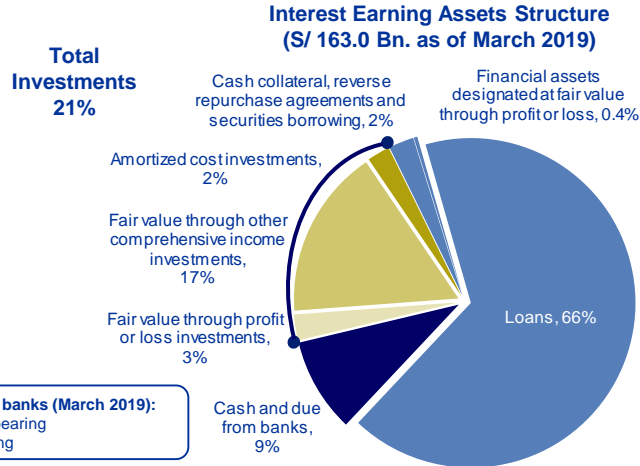 Interest Earning Assets Structure
(S/ 163.0 Bn. as of March 2019)
Total
Investments
21%
Cash collateral, reverse
repurchase agreements and
securities borrowing, 2%
Financial assets
designated at fair value
through profit or loss, 0.4%
Amortized cost investments,
2%
Fair value through other
comprehensive income
investments,
17%
Loans, 66%
Fair value through profit
or loss investments,
3%
banks (March 2019):
Cash and due
from banks,
9%